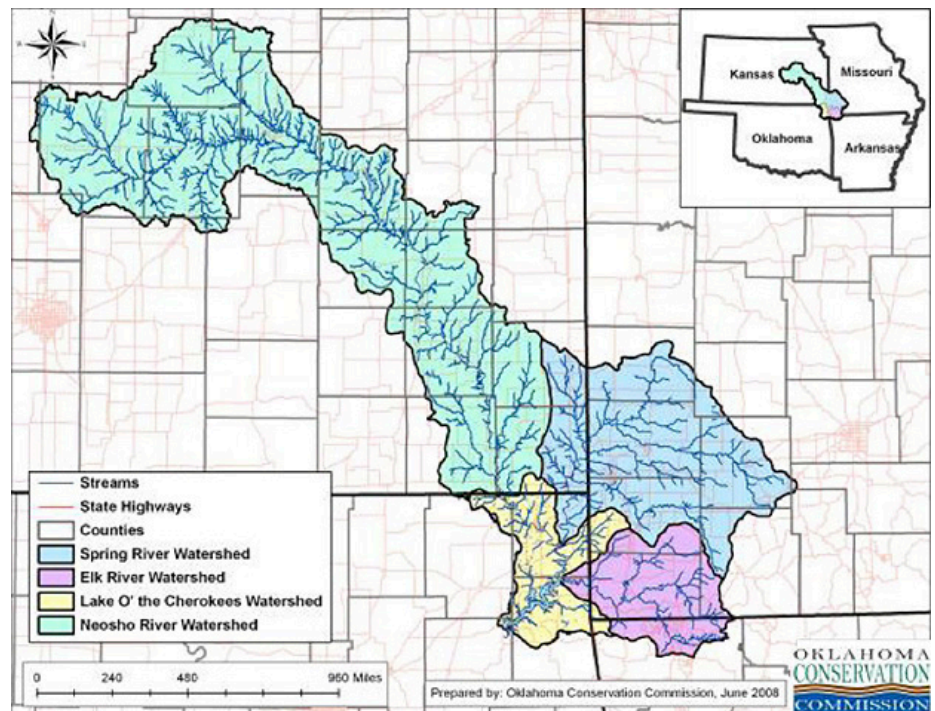 Kansas
Missouri
Oklahoma
Arkansas
Streams
State Highways
Counties
Spring River Watershed
Elk River Watershed
Lake O' the Cherokees Watershed
Neosho River Watershed
0 240 480 960 Miles
Prepared by: Oklahoma Conservation Commission, June 2008
OKLAHOMA
CONSERVATION
COMMISSION